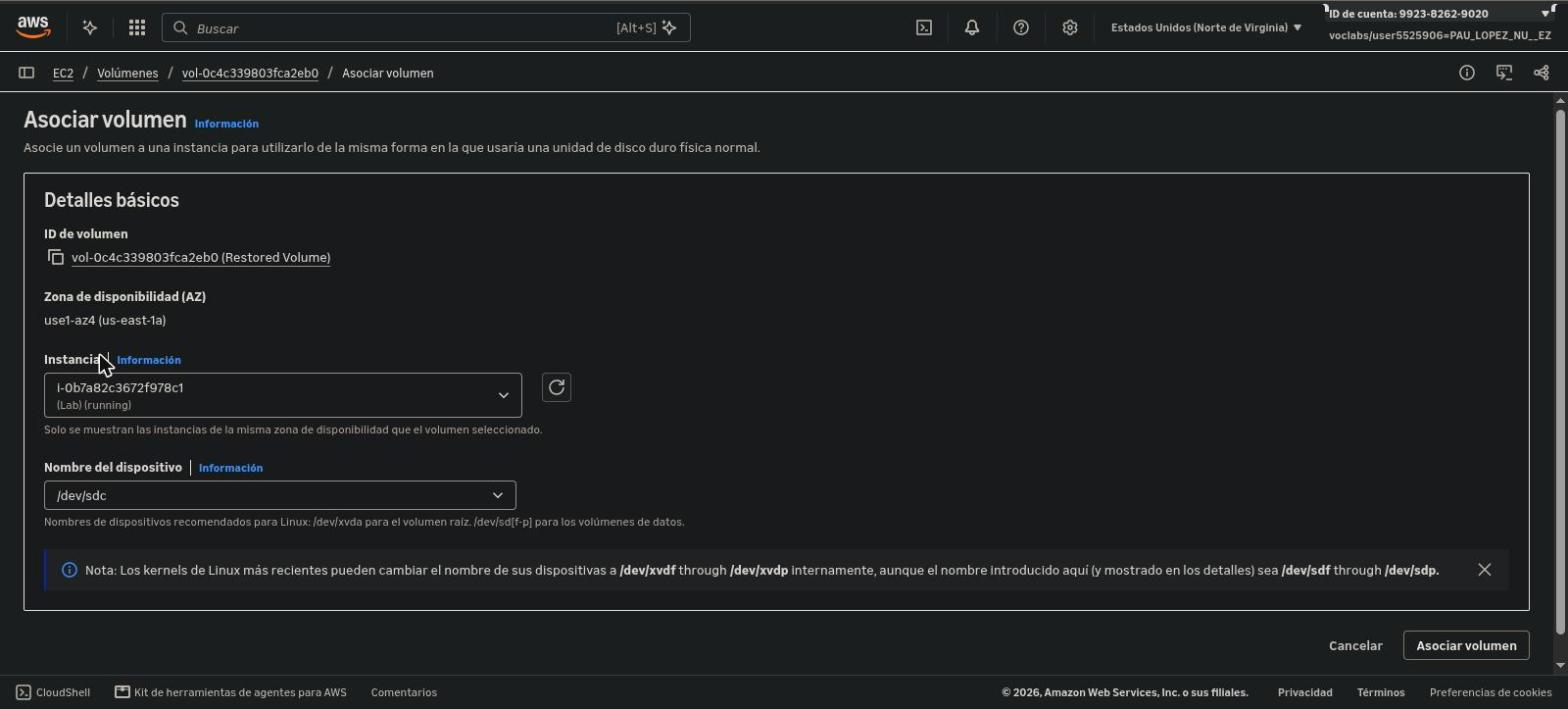 aws
Buscar [Alt+S]
Estados Unidos (Norte de Virginia)
ID de cuenta: 9923-8262-9020
voclabs/user5525906=PAU_LOPEZ_NU__EZ
EC2 / Volúmenes / vol-0c4c339803fca2eb0 / Asociar volumen
Asociar volumen Información
Asocie un volumen a una instancia para utilizarlo de la misma forma en la que usaría una unidad de disco duro física normal.
Detalles básicos
ID de volumen
vol-0c4c339803fca2eb0 (Restored Volume)
Zona de disponibilidad (AZ)
use1-az4 (us-east-1a)
Instancia | Información
i-0b7a82c3672f978c1
(Lab) (running)
Solo se muestran las instancias de la misma zona de disponibilidad que el volumen seleccionado.
Nombre del dispositivo | Información
/dev/sdc
Nombres de dispositivos recomendados para Linux: /dev/xvda para el volumen raíz. /dev/sd[f-p] para los volúmenes de datos.
Nota: Los kernels de Linux más recientes pueden cambiar el nombre de sus dispositivas a /dev/xvdf through /dev/xvdp internamente, aunque el nombre introducido aquí (y mostrado en los detalles) sea /dev/sdf through /dev/sdp.
Cancelar Asociar volumen
CloudShell Kit de herramientas de agentes para AWS Comentarios © 2026, Amazon Web Services, Inc. o sus filiales. Privacidad Términos Preferencias de cookies